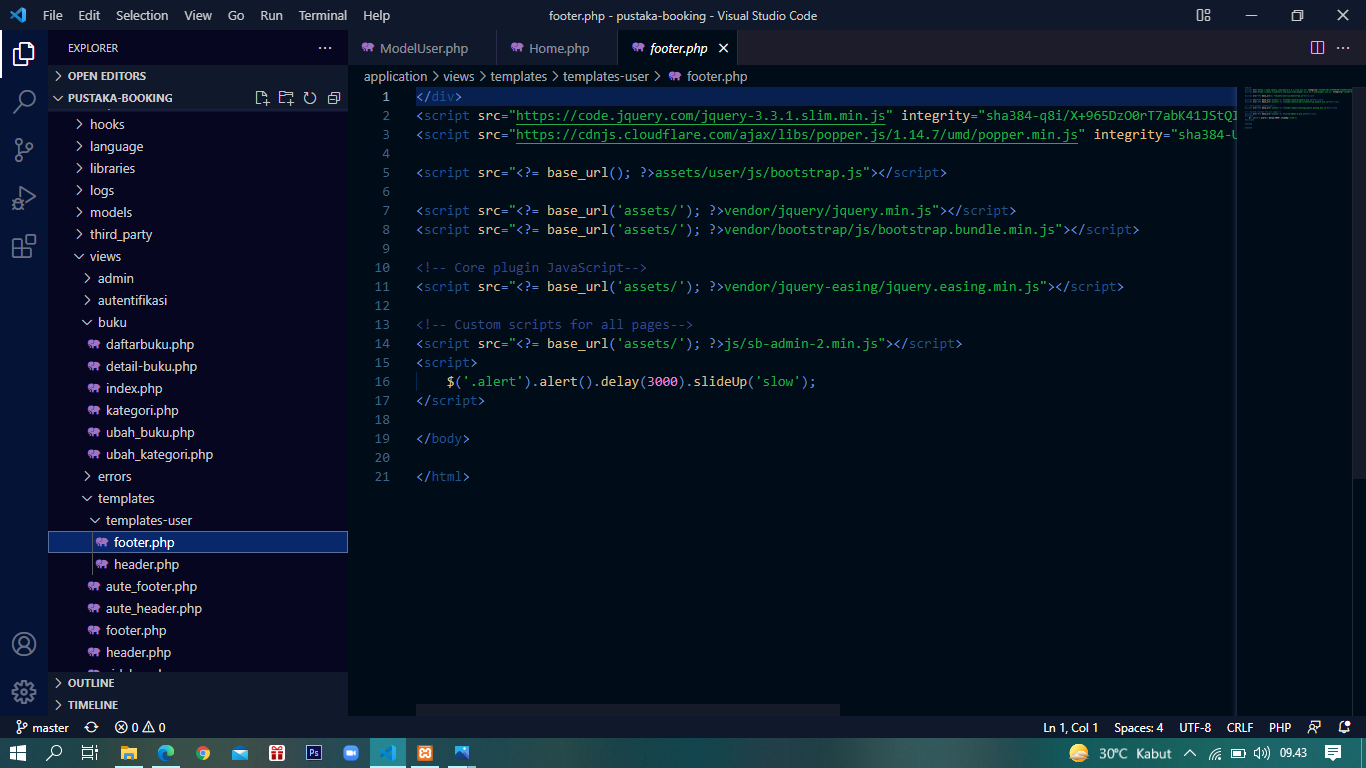 File Edit Selection View Go Run Terminal Help
footer.php - pustaka-booking - Visual Studio Code
EXPLORER
OPEN EDITORS
PUSTAKA-BOOKING
hooks
language
libraries
logs
models
third_party
views
admin
autentifikasi
buku
daftarbuku.php
detail-buku.php
index.php
kategori.php
ubah_buku.php
ubah_kategori.php
errors
templates
templates-user
footer.php
header.php
aute_footer.php
aute_header.php
footer.php
header.php
OUTLINE
TIMELINE
ModelUser.php Home.php footer.php
application > views > templates > templates-user > footer.php
1 </div>
2 <script src="https://code.jquery.com/jquery-3.3.1.slim.min.js" integrity="sha384-q8i/X+965DzO0rT7abK41JStQI
3 <script src="https://cdnjs.cloudflare.com/ajax/libs/popper.js/1.14.7/umd/popper.min.js" integrity="sha384-U
4
5 <script src="<?= base_url(); ?>assets/user/js/bootstrap.js"></script>
6
7 <script src="<?= base_url('assets/'); ?>vendor/jquery/jquery.min.js"></script>
8 <script src="<?= base_url('assets/'); ?>vendor/bootstrap/js/bootstrap.bundle.min.js"></script>
9
10 <!-- Core plugin JavaScript-->
11 <script src="<?= base_url('assets/'); ?>vendor/jquery-easing/jquery.easing.min.js"></script>
12
13 <!-- Custom scripts for all pages-->
14 <script src="<?= base_url('assets/'); ?>js/sb-admin-2.min.js"></script>
15 <script>
16 $('.alert').alert().delay(3000).slideUp('slow');
17 </script>
18
19 </body>
20
21 </html>
master 0 0 Ln 1, Col 1 Spaces: 4 UTF-8 CRLF PHP
Ps 30°C Kabut 09.43